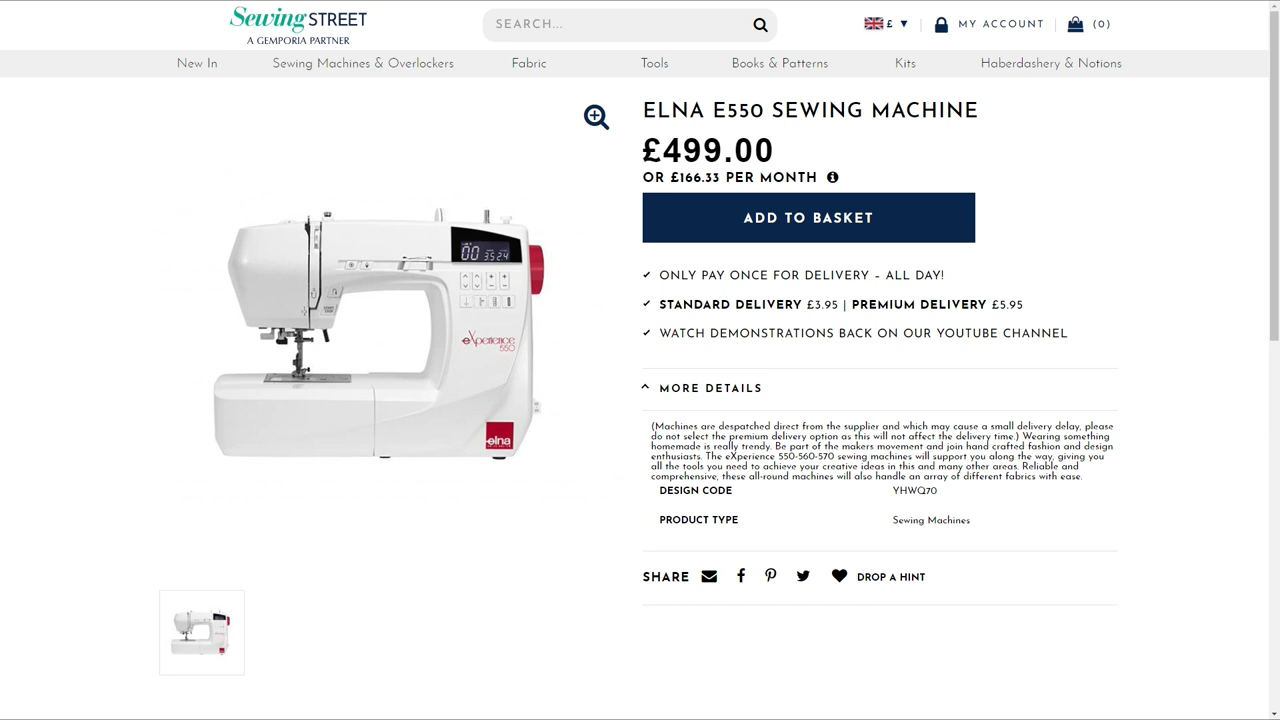 Sewing STREET
A GEMPORIA PARTNER
SEARCH...
£ ▼
MY ACCOUNT
(0)
New In
Sewing Machines & Overlockers
Fabric
Tools
Books & Patterns
Kits
Haberdashery & Notions
ELNA E550 SEWING MACHINE
£499.00
OR £166.33 PER MONTH
ADD TO BASKET
ONLY PAY ONCE FOR DELIVERY – ALL DAY!
STANDARD DELIVERY £3.95 | PREMIUM DELIVERY £5.95
WATCH DEMONSTRATIONS BACK ON OUR YOUTUBE CHANNEL
MORE DETAILS
(Machines are despatched direct from the supplier and which may cause a small delivery delay, please
do not select the premium delivery option as this will not affect the delivery time.) Wearing something
homemade is really trendy. Be part of the makers movement and join hand crafted fashion and design
enthusiasts. The eXperience 550-560-570 sewing machines will support you along the way, giving you
all the tools you need to achieve your creative ideas in this and many other areas. Reliable and
comprehensive, these all-round machines will also handle an array of different fabrics with ease.
DESIGN CODE YHWQ70
PRODUCT TYPE Sewing Machines
SHARE
DROP A HINT
00 3.5 2.4
eXperience
550
elna